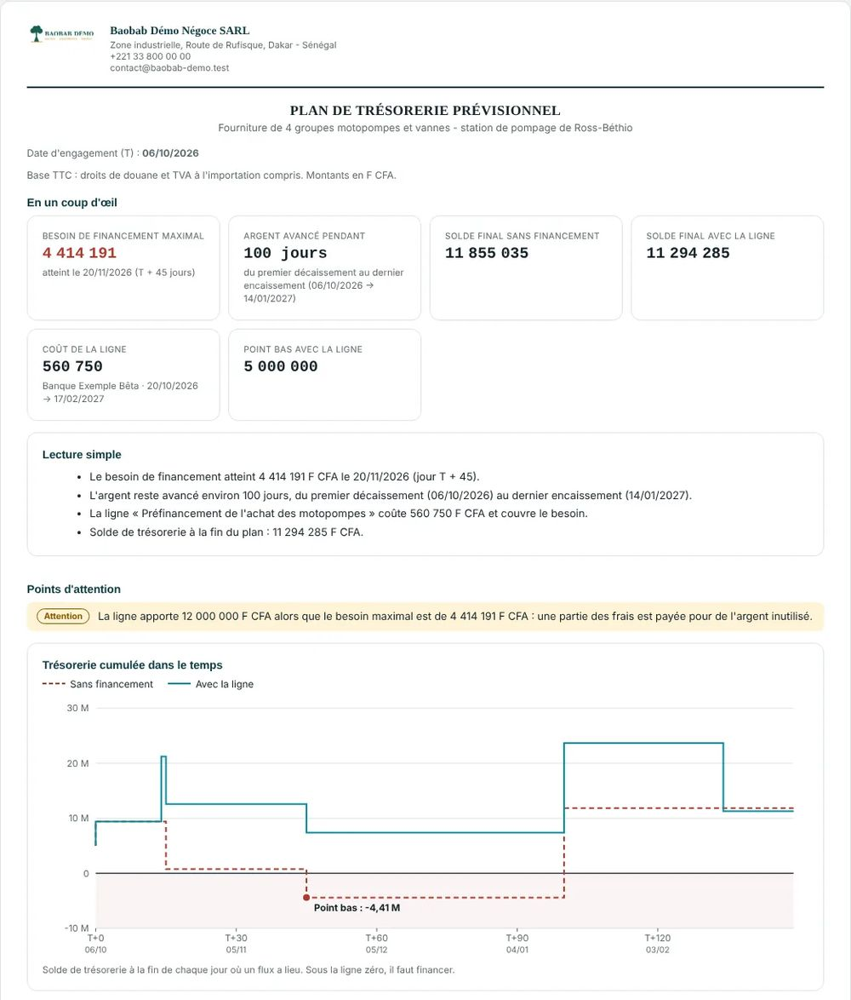 BAOBAB DÉMO
Baobab Démo Négoce SARL
Zone industrielle, Route de Rufisque, Dakar - Sénégal
+221 33 800 00 00
contact@baobab-demo.test
PLAN DE TRÉSORERIE PRÉVISIONNEL
Fourniture de 4 groupes motopompes et vannes - station de pompage de Ross-Béthio
Date d'engagement (T) : 06/10/2026
Base TTC : droits de douane et TVA à l'importation compris. Montants en F CFA.
En un coup d'œil
BESOIN DE FINANCEMENT MAXIMAL
4 414 191
atteint le 20/11/2026 (T + 45 jours)
ARGENT AVANCÉ PENDANT
100 jours
du premier décaissement au dernier
encaissement (06/10/2026 →
14/01/2027)
SOLDE FINAL SANS FINANCEMENT
11 855 035
SOLDE FINAL AVEC LA LIGNE
11 294 285
COÛT DE LA LIGNE
560 750
Banque Exemple Bêta · 20/10/2026
→ 17/02/2027
POINT BAS AVEC LA LIGNE
5 000 000
Lecture simple
• Le besoin de financement atteint 4 414 191 F CFA le 20/11/2026 (jour T + 45).
• L'argent reste avancé environ 100 jours, du premier décaissement (06/10/2026) au dernier encaissement (14/01/2027).
• La ligne « Préfinancement de l'achat des motopompes » coûte 560 750 F CFA et couvre le besoin.
• Solde de trésorerie à la fin du plan : 11 294 285 F CFA.
Points d'attention
Attention La ligne apporte 12 000 000 F CFA alors que le besoin maximal est de 4 414 191 F CFA : une partie des frais est payée pour de l'argent inutilisé.
Trésorerie cumulée dans le temps
Sans financement Avec la ligne
30 M
20 M
10 M
0
-10 M
Point bas : -4,41 M
T+0 T+30 T+60 T+90 T+120
06/10 05/11 05/12 04/01 03/02
Solde de trésorerie à la fin de chaque jour où un flux a lieu. Sous la ligne zéro, il faut financer.